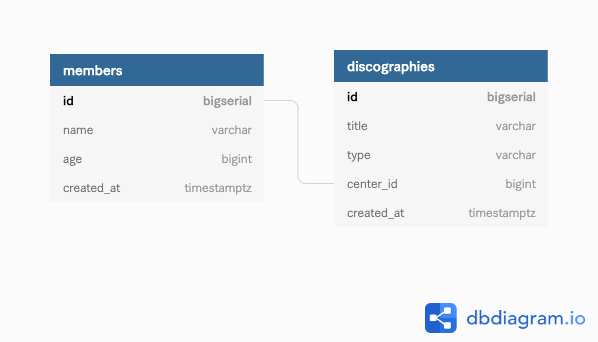 members
id bigserial
name varchar
age bigint
created_at timestamptz
discographies
id bigserial
title varchar
type varchar
center_id bigint
created_at timestamptz
dbdiagram.io